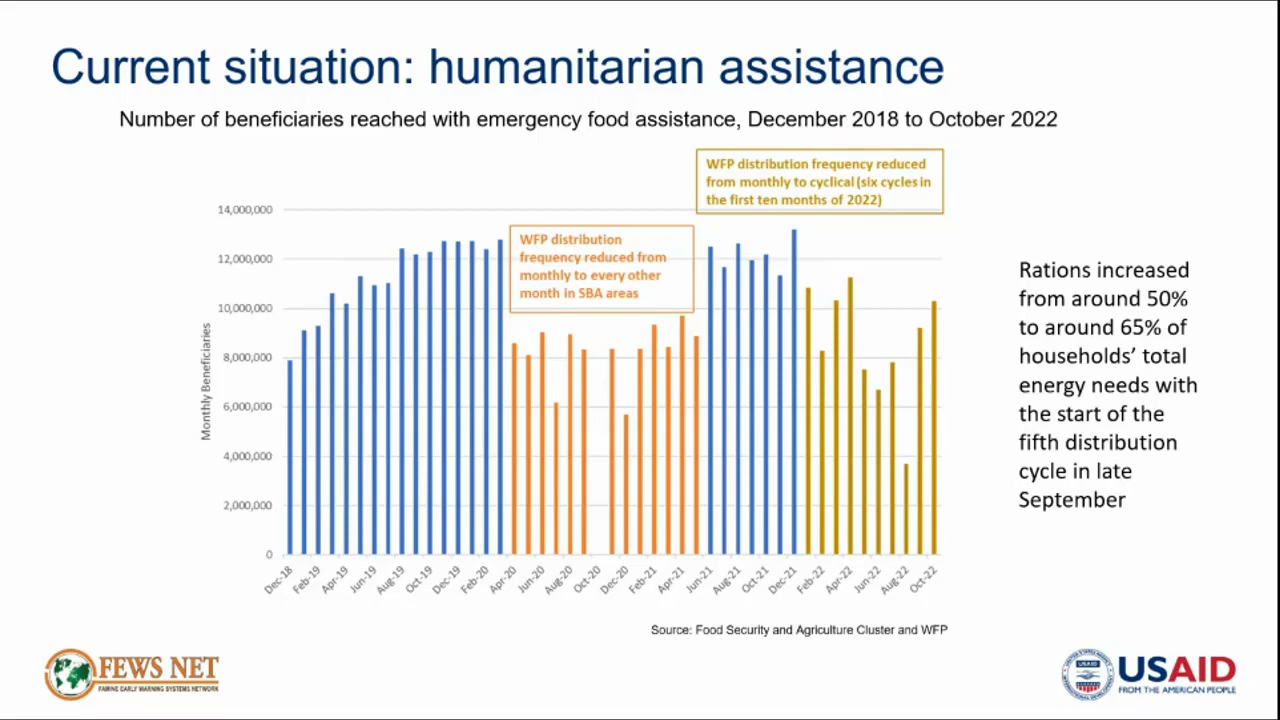 Current situation: humanitarian assistance
Number of beneficiaries reached with emergency food assistance, December 2018 to October 2022
WFP distribution frequency reduced
from monthly to cyclical (six cycles in
the first ten months of 2022)
WFP distribution
frequency reduced from
monthly to every other
month in SBA areas
Monthly Beneficiaries
14,000,000
12,000,000
10,000,000
8,000,000
6,000,000
4,000,000
2,000,000
0
Dec-18
Feb-19
Apr-19
Jun-19
Aug-19
Oct-19
Dec-19
Feb-20
Apr-20
Jun-20
Aug-20
Oct-20
Dec-20
Feb-21
Apr-21
Jun-21
Aug-21
Oct-21
Dec-21
Feb-22
Apr-22
Jun-22
Aug-22
Oct-22
Rations increased
from around 50%
to around 65% of
households’ total
energy needs with
the start of the
fifth distribution
cycle in late
September
Source: Food Security and Agriculture Cluster and WFP
FEWS NET
FAMINE EARLY WARNING SYSTEMS NETWORK
USAID
USAID
FROM THE AMERICAN PEOPLE